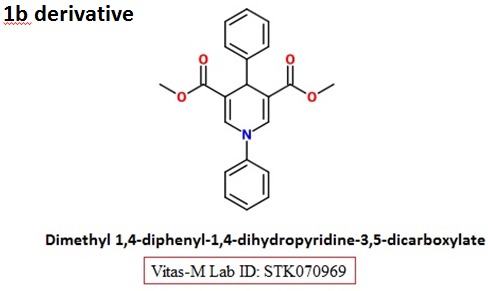 1b derivative
O
O
O
O
N
Dimethyl 1,4-diphenyl-1,4-dihydropyridine-3,5-dicarboxylate
Vitas-M Lab ID: STK070969